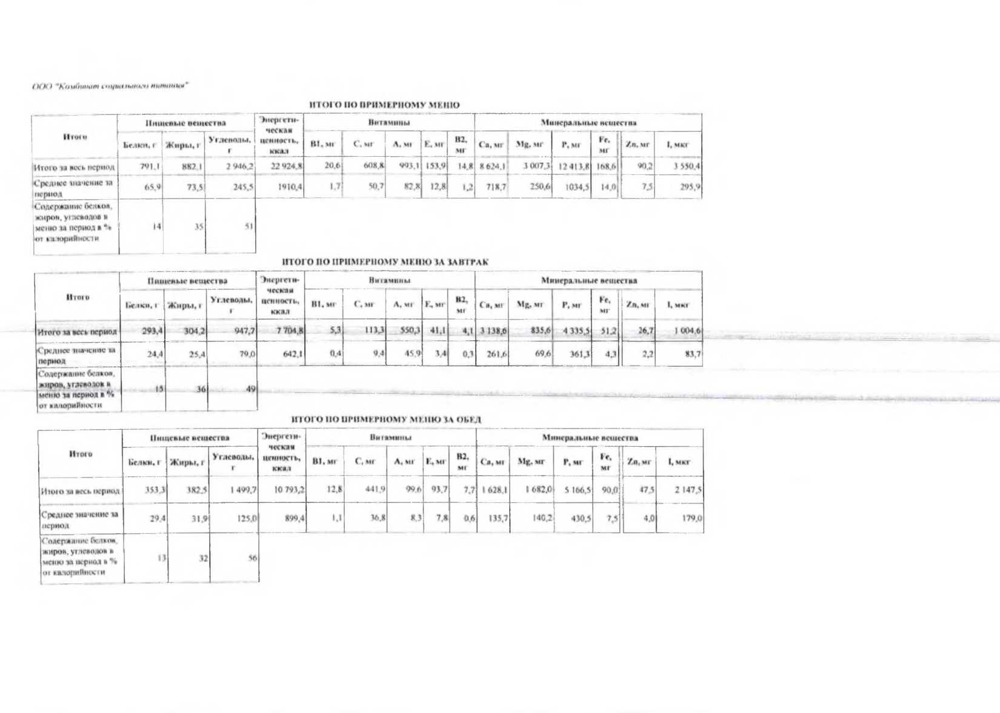 ООО "Комбинат социального питания"
ИТОГО ПО ПРИМЕРНОМУ МЕНЮ
Итого Пищевые вещества Энергети-ческая ценность, ккал Витамины Минеральные вещества
Белки, г Жиры, г Углеводы, г B1, мг C, мг A, мг E, мг B2, мг Ca, мг Mg, мг P, мг Fe, мг Zn, мг I, мкг
Итого за весь период 791,1 882,1 2 946,2 22 924,8 20,6 608,8 993,1 153,9 14,8 8 624,1 3 007,3 12 413,8 168,6 90,2 3 550,4
Среднее значение за период 65,9 73,5 245,5 1910,4 1,7 50,7 82,8 12,8 1,2 718,7 250,6 1034,5 14,0 7,5 295,9
Содержание белков, жиров, углеводов в меню за период в % от калорийности 14 35 51
ИТОГО ПО ПРИМЕРНОМУ МЕНЮ ЗА ЗАВТРАК
Итого Пищевые вещества Энергети-ческая ценность, ккал Витамины Минеральные вещества
Белки, г Жиры, г Углеводы, г B1, мг C, мг A, мг E, мг B2, мг Ca, мг Mg, мг P, мг Fe, мг Zn, мг I, мкг
Итого за весь период 293,4 304,2 947,7 7 704,8 5,3 113,3 550,3 41,1 4,1 3 138,6 835,6 4 335,5 51,2 26,7 1 004,6
Среднее значение за период 24,4 25,4 79,0 642,1 0,4 9,4 45,9 3,4 0,3 261,6 69,6 361,3 4,3 2,2 83,7
Содержание белков, жиров, углеводов в меню за период в % от калорийности 15 36 49
ИТОГО ПО ПРИМЕРНОМУ МЕНЮ ЗА ОБЕД
Итого Пищевые вещества Энергети-ческая ценность, ккал Витамины Минеральные вещества
Белки, г Жиры, г Углеводы, г B1, мг C, мг A, мг E, мг B2, мг Ca, мг Mg, мг P, мг Fe, мг Zn, мг I, мкг
Итого за весь период 353,3 382,5 1 499,7 10 793,2 12,8 441,9 99,6 93,7 7,7 1 628,1 1 682,0 5 166,5 90,0 47,5 2 147,5
Среднее значение за период 29,4 31,9 125,0 899,4 1,1 36,8 8,3 7,8 0,6 135,7 140,2 430,5 7,5 4,0 179,0
Содержание белков, жиров, углеводов в меню за период в % от калорийности 13 32 56